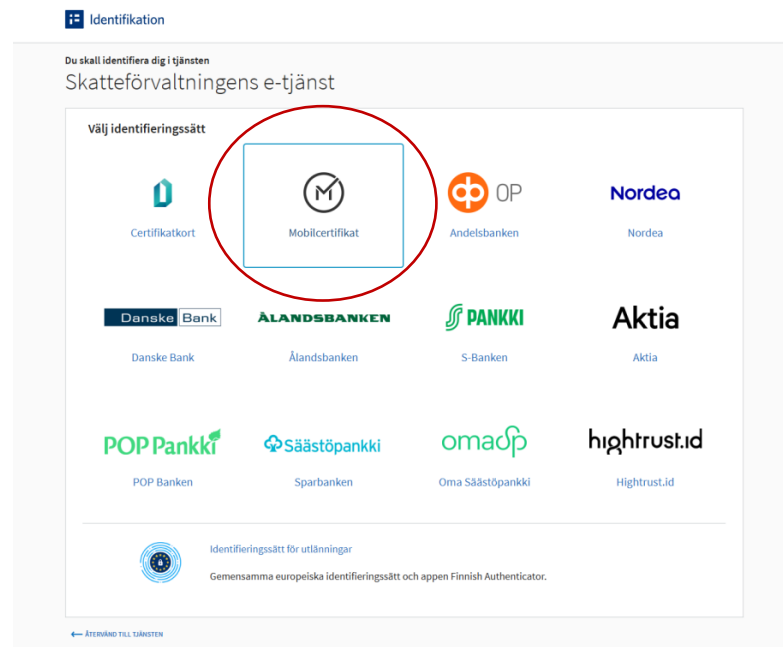 Identifikation
Du skall identifiera dig i tjänsten
Skatteförvaltningens e-tjänst
Välj identifieringssätt
M OP Nordea
Certifikatkort Mobilcertifikat Andelsbanken Nordea
Danske Bank ÅLANDSBANKEN S PANKKI Aktia
Danske Bank Ålandsbanken S-Banken Aktia
POP Pankki Säästöpankki omasp hightrust.id
POP Banken Sparbanken Oma Säästöpankki Hightrust.id
Identifieringssätt för utlänningar
Gemensamma europeiska identifieringssätt och appen Finnish Authenticator.
← ÅTERVÄND TILL TJÄNSTEN